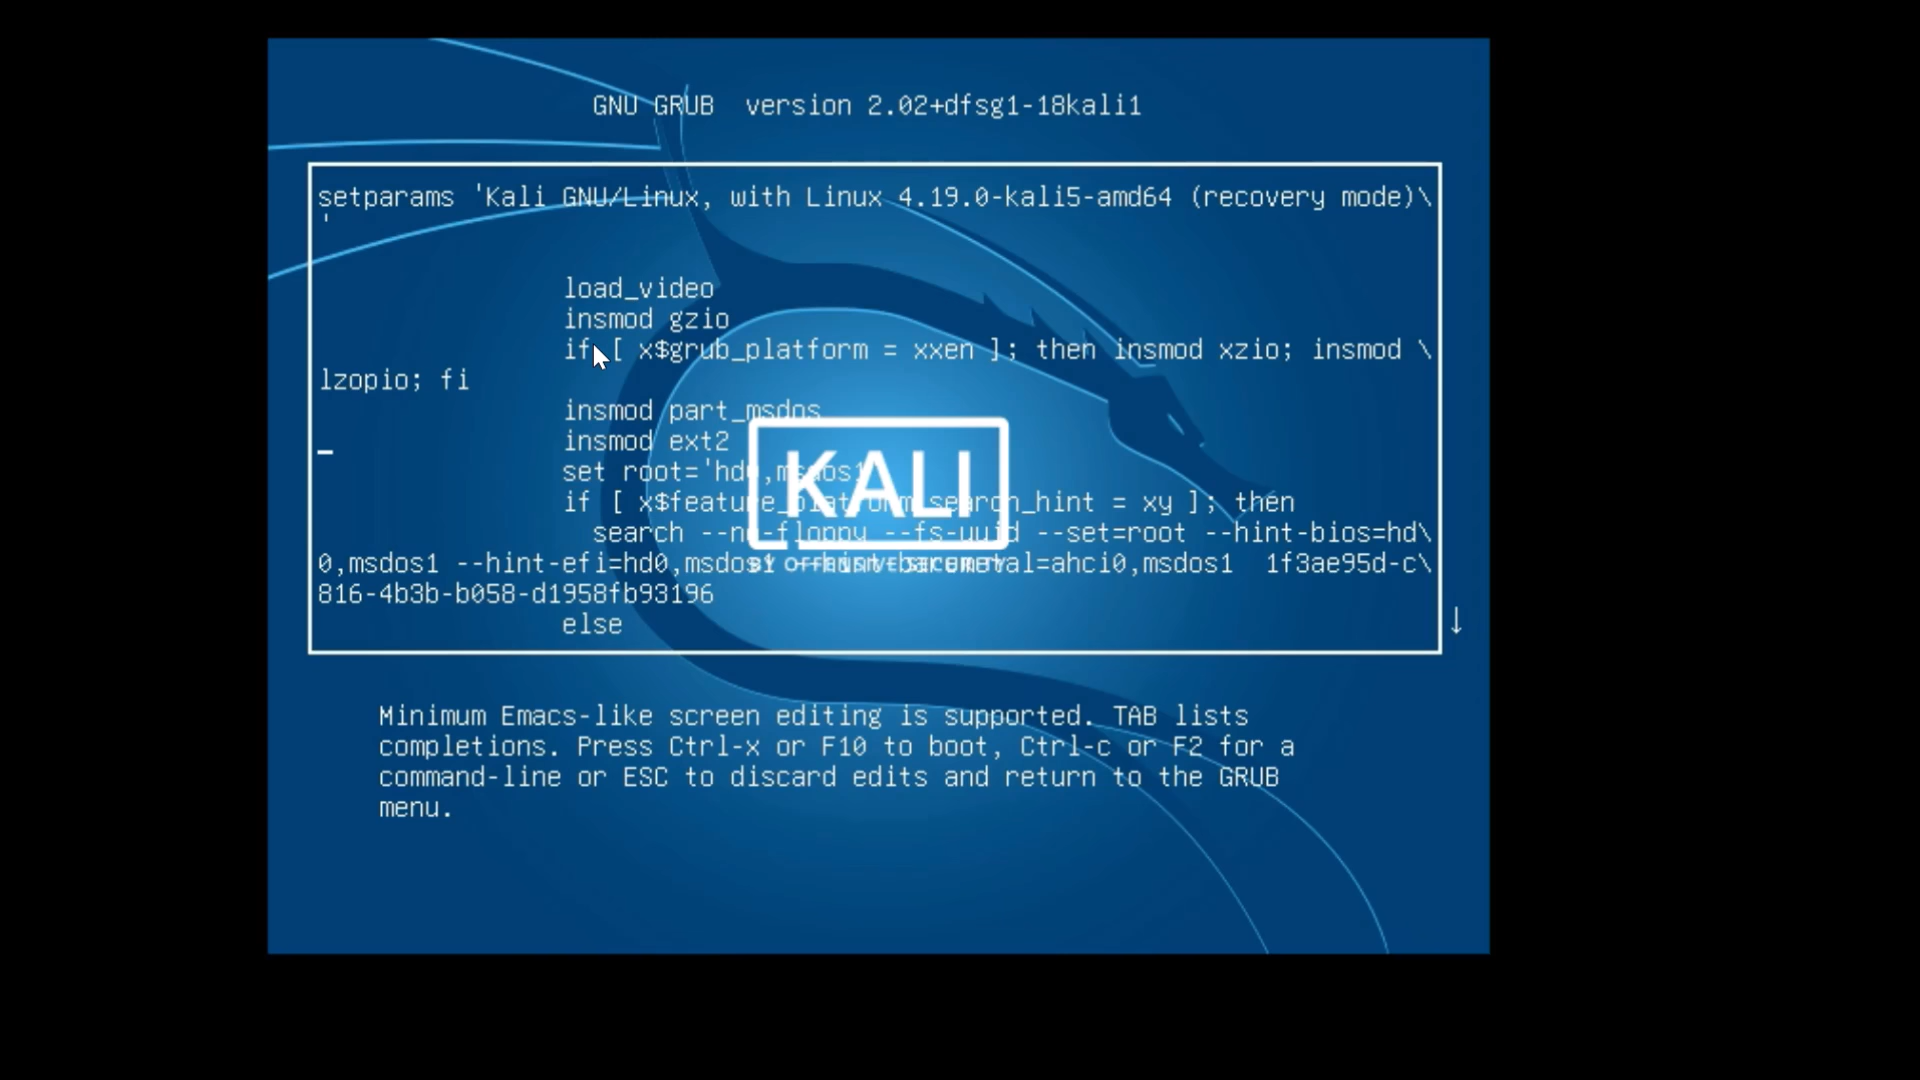 GNU GRUB  version 2.02+dfsg1-18kali1
setparams 'Kali GNU/Linux, with Linux 4.19.0-kali5-amd64 (recovery mode)\
'
load_video
insmod gzio
if [ x$grub_platform = xxen ]; then insmod xzio; insmod \
lzopio; fi
insmod part_msdos
insmod ext2
set root='hd0,msdos1'
if [ x$feature_platform_search_hint = xy ]; then
search --no-floppy --fs-uuid --set=root --hint-bios=hd\
0,msdos1 --hint-efi=hd0,msdos1 --hint-baremetal=ahci0,msdos1  1f3ae95d-c\
816-4b3b-b058-d1958fb93196
else
KALI
BY OFFENSIVE SECURITY
↓
Minimum Emacs-like screen editing is supported. TAB lists
completions. Press Ctrl-x or F10 to boot, Ctrl-c or F2 for a
command-line or ESC to discard edits and return to the GRUB
menu.